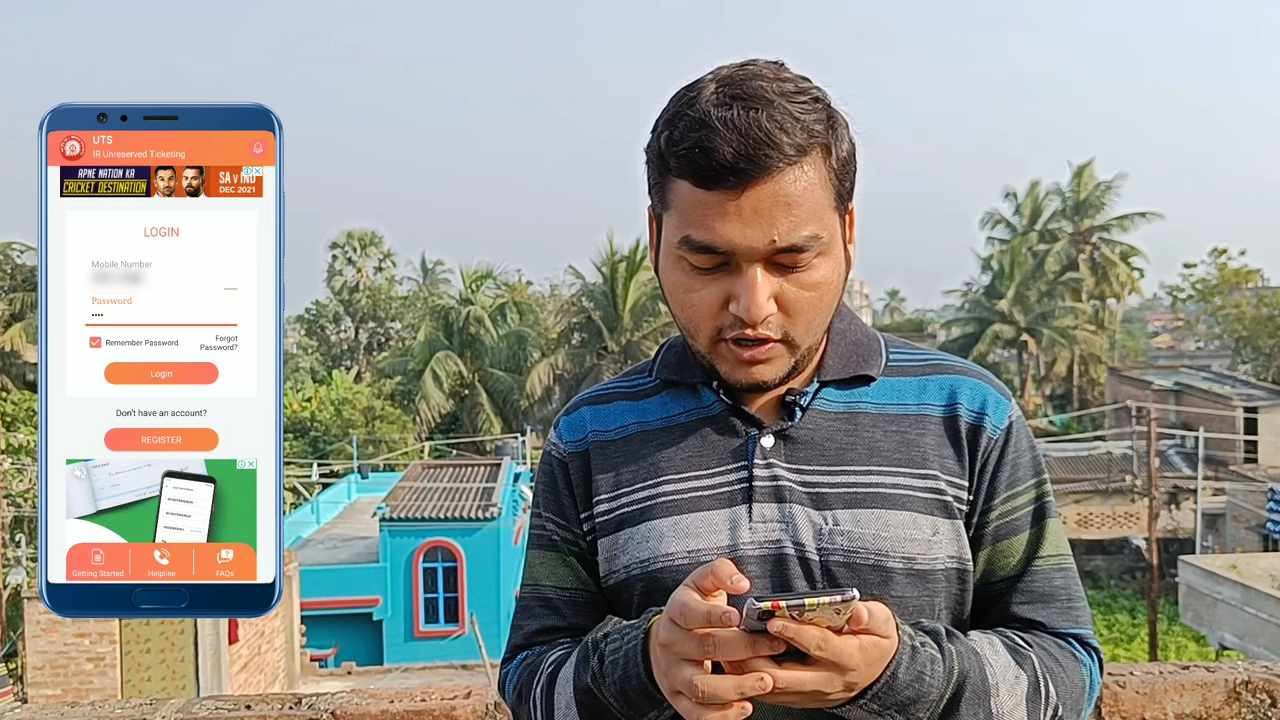 UTS
IR Unreserved Ticketing
APNE NATION KA
CRICKET DESTINATION
SA v IND
DEC 2021
LOGIN
Mobile Number
Password
••••
Remember Password
Forgot
Password?
Login
Don't have an account?
REGISTER
Getting Started
Helpline
FAQs